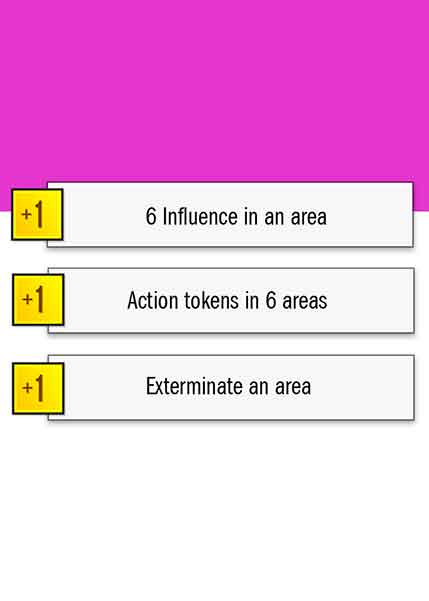 +1 6 Influence in an area
+1 Action tokens in 6 areas
+1 Exterminate an area